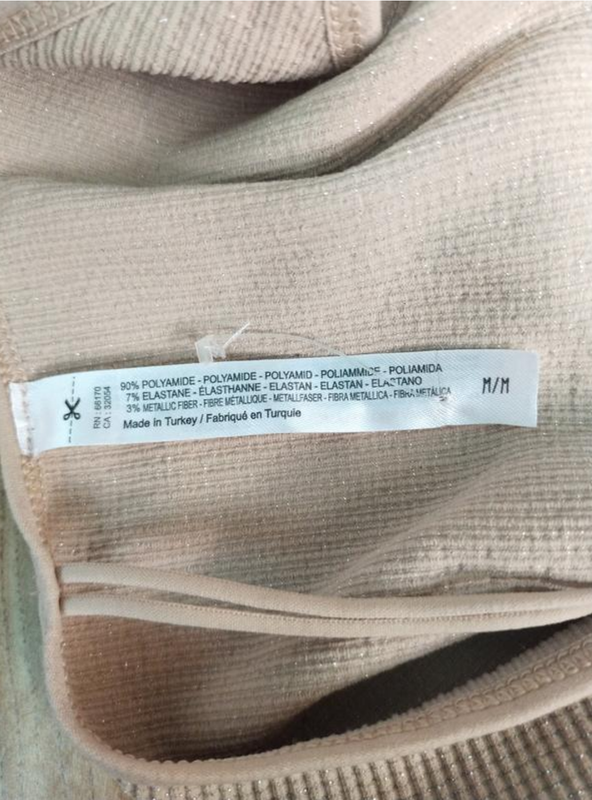 RN : 66170
CA : 32054
90% POLYAMIDE - POLYAMIDE - POLYAMID - POLIAMMIDE - POLIAMIDA
7% ELASTANE - ÉLASTHANNE - ELASTAN - ELASTAN - ELASTANO
3% METALLIC FIBER - FIBRE MÉTALLIQUE - METALLFASER - FIBRA METALLICA - FIBRA METÁLICA
Made in Turkey / Fabriqué en Turquie
M/M